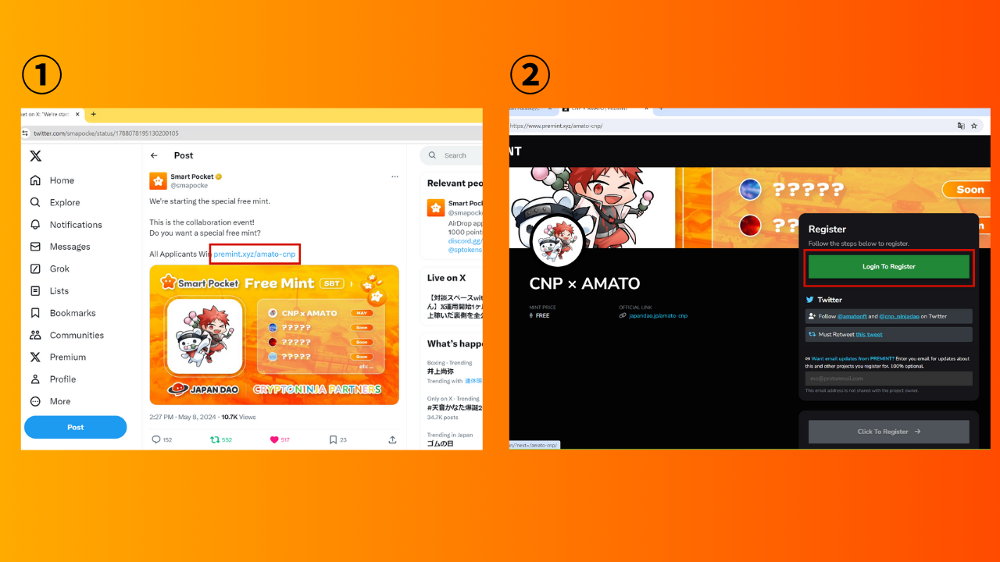 ①
et on X: "We're start
twitter.com/smapocke/status/1788078195130200105
Home
Explore
Notifications
Messages
Grok
Lists
Bookmarks
Communities
Premium
Profile
More
Post
Post
Smart Pocket
@smapocke
We're starting the special free mint.
This is the collaboration event!
Do you want a special free mint?
All Applicants Win premint.xyz/amato-cnp
Smart Pocket Free Mint SBT
CNP × AMATO MAY
????? Soon
????? Soon
????? Soon
etc...
JAPAN DAO CRYPTONINJA PARTNERS
2:27 PM · May 8, 2024 · 10.7K Views
152 552 517 23
Search
Relevant peo
Smart Pock
@smapock
AirDrop app
1000 point
discord.gg/
@sptokens
Live on X
【対談スペースwit
ん】X運用開始1ヶ
上稼いだ裏側を全公
What's happ
Boxing · Trending
井上尚弥
Trending with 連休明
Only on X · Trending
#天音かなた爆誕2
34.7K posts
Trending in Japan
ゴムの日
②
CNP × AMATO | PREMINT
https://www.premint.xyz/amato-cnp/
NT
????? Soon
??
CNP × AMATO
MINT PRICE
FREE
OFFICIAL LINK
japandao.jp/amato-cnp
Register
Follow the steps below to register.
Login To Register
Twitter
Follow @amatonft and @cnp_ninjadao on Twitter
Must Retweet this tweet
Want email updates from PREMINT? Enter you email for updates about
this and other projects you register for. 100% optional.
me@protonmail.com
This email address is not shared with the project owner.
Click To Register
in/?next=/amato-cnp/